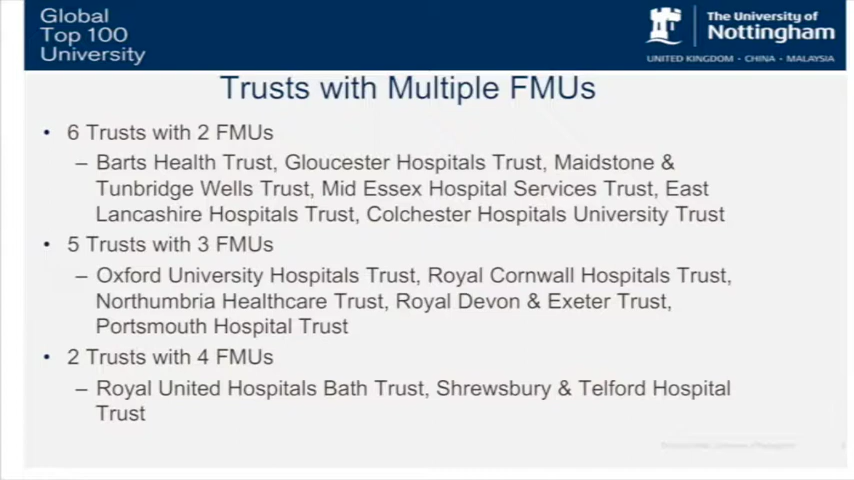 Global
Top 100
University
The University of
Nottingham
UNITED KINGDOM · CHINA · MALAYSIA
Trusts with Multiple FMUs
• 6 Trusts with 2 FMUs
– Barts Health Trust, Gloucester Hospitals Trust, Maidstone &
Tunbridge Wells Trust, Mid Essex Hospital Services Trust, East
Lancashire Hospitals Trust, Colchester Hospitals University Trust
• 5 Trusts with 3 FMUs
– Oxford University Hospitals Trust, Royal Cornwall Hospitals Trust,
Northumbria Healthcare Trust, Royal Devon & Exeter Trust,
Portsmouth Hospital Trust
• 2 Trusts with 4 FMUs
– Royal United Hospitals Bath Trust, Shrewsbury & Telford Hospital
Trust